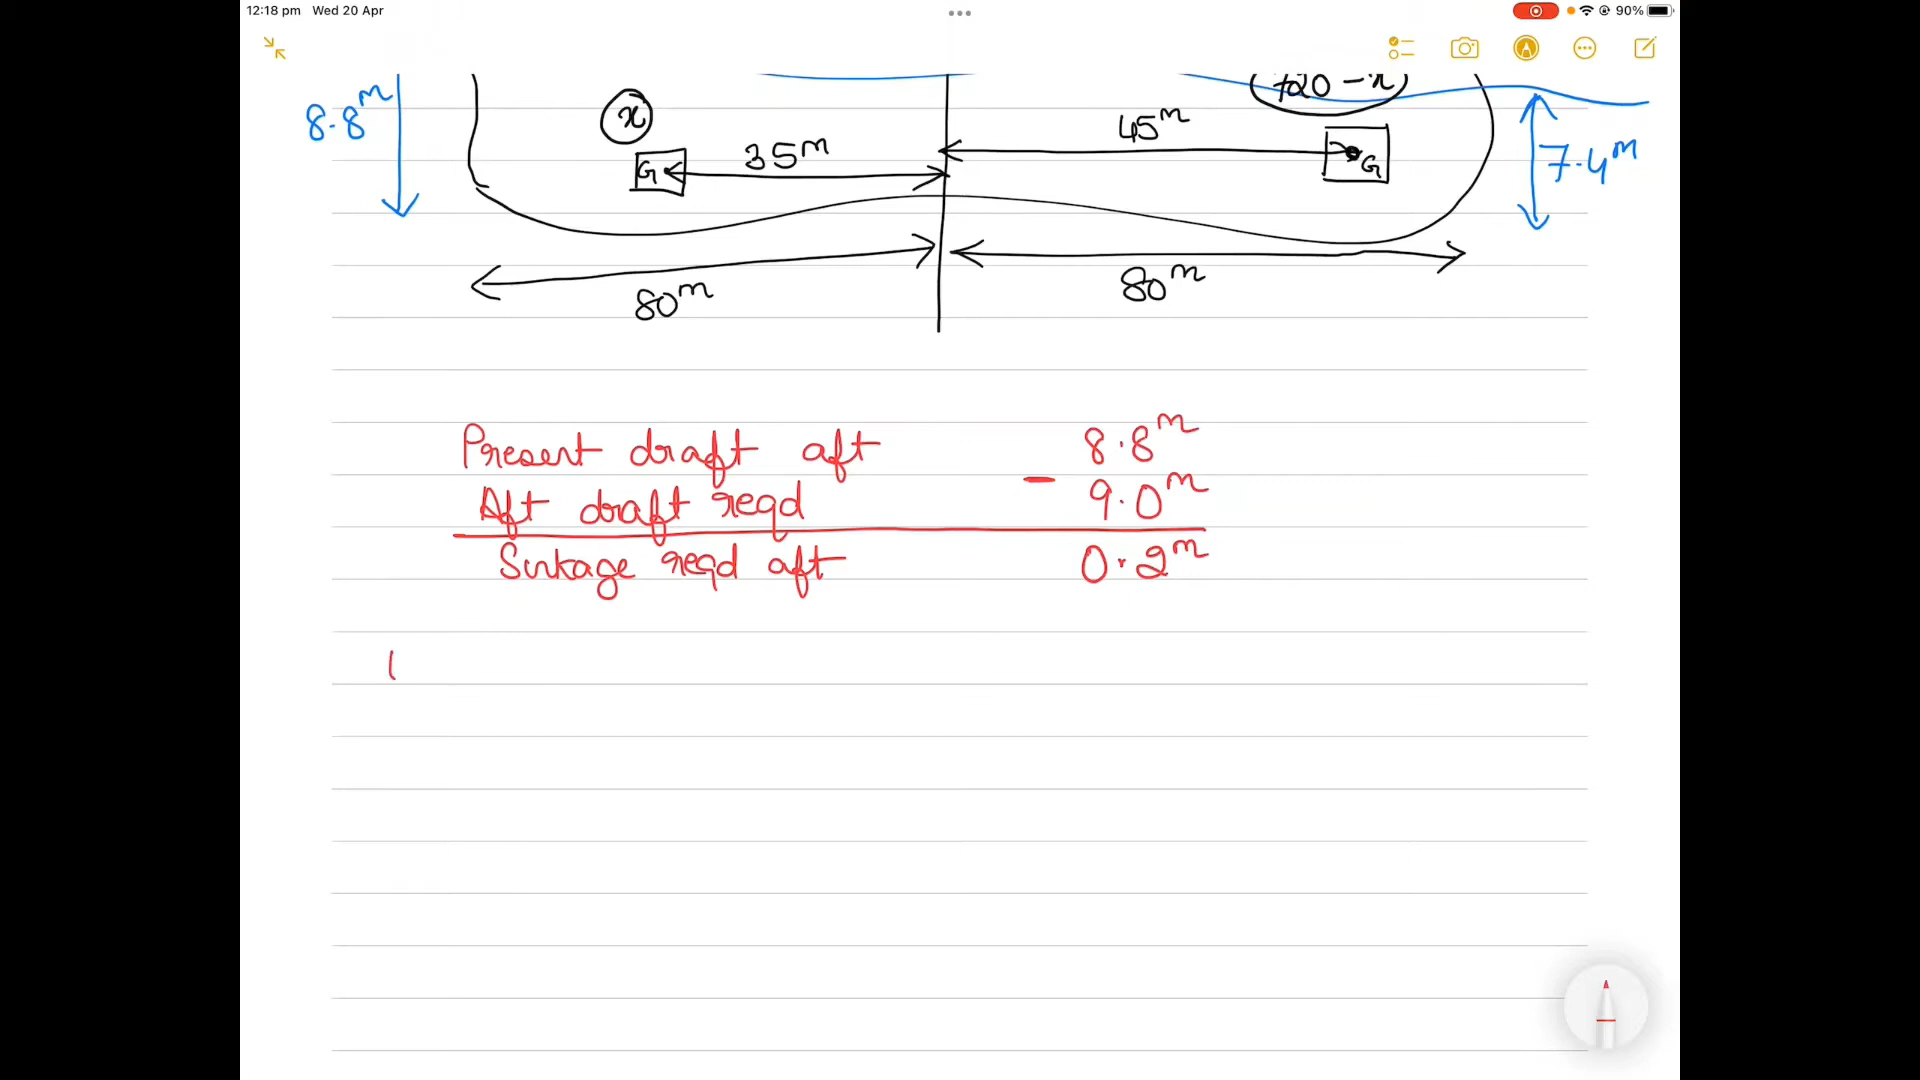 12:18 pm Wed 20 Apr
90%
8.8m
x
720 - x
G
35m
45m
G
7.4m
80m
80m
Present draft aft 8.8m
Aft draft reqd - 9.0m
Sinkage reqd aft 0.2m